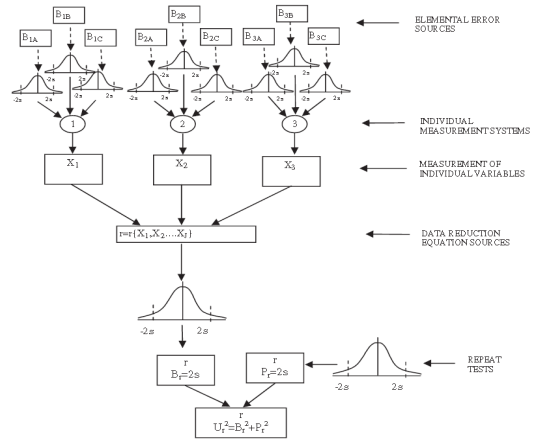 B1B B2B B3B
ELEMENTAL ERROR
SOURCES
B1A B1C B2A B2C B3A B3C
-2s 2s -2s 2s -2s 2s
-2s 2s -2s 2s -2s 2s -2s 2s -2s 2s -2s 2s
1 2 3
INDIVIDUAL
MEASUREMENT SYSTEMS
X1 X2 X3
MEASUREMENT OF
INDIVIDUAL VARIABLES
r=r{X1,X2....XJ}
DATA REDUCTION
EQUATION SOURCES
-2s 2s
r
Br=2s
r
Pr=2s
-2s 2s
REPEAT
TESTS
r
Ur²=Br²+Pr²